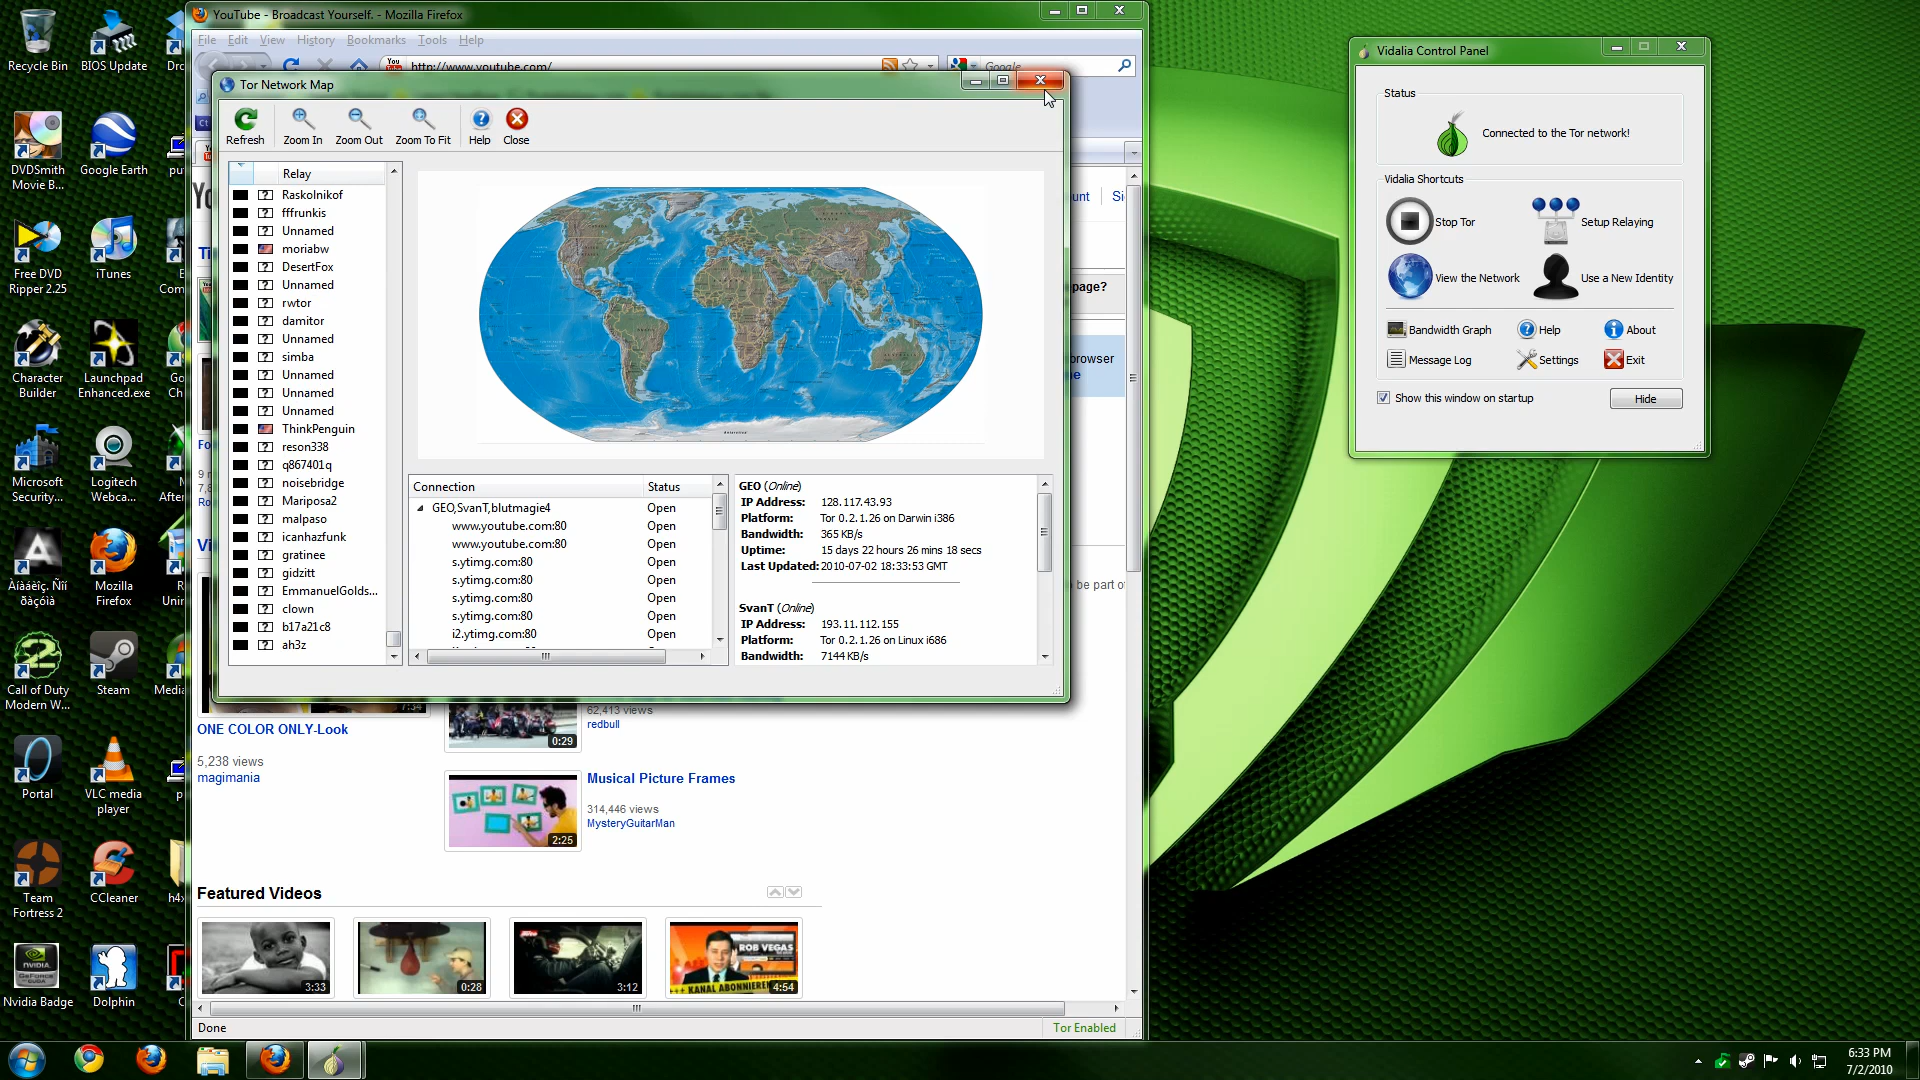 YouTube - Broadcast Yourself. - Mozilla Firefox
File Edit View History Bookmarks Tools Help
http://www.youtube.com/
Google
Tor Network Map
Refresh
Zoom In
Zoom Out
Zoom To Fit
Help
Close
Relay
Raskolnikof
fffrunkis
Unnamed
moriabw
DesertFox
Unnamed
rwtor
damitor
Unnamed
simba
Unnamed
Unnamed
Unnamed
ThinkPenguin
reson338
q867401q
noisebridge
Mariposa2
malpaso
icanhazfunk
gratinee
gidzitt
EmmanuelGolds...
clown
b17a21c8
ah3z
Connection Status
GEO,SvanT,blutmagie4 Open
www.youtube.com:80 Open
www.youtube.com:80 Open
s.ytimg.com:80 Open
s.ytimg.com:80 Open
s.ytimg.com:80 Open
s.ytimg.com:80 Open
i2.ytimg.com:80 Open
GEO (Online)
IP Address: 128.117.43.93
Platform: Tor 0.2.1.26 on Darwin i386
Bandwidth: 365 KB/s
Uptime: 15 days 22 hours 26 mins 18 secs
Last Updated: 2010-07-02 18:33:53 GMT
SvanT (Online)
IP Address: 193.11.112.155
Platform: Tor 0.2.1.26 on Linux i686
Bandwidth: 7144 KB/s
page?
browser
be part of
7:34
ONE COLOR ONLY-Look
5,238 views
magimania
62,413 views
redbull
0:29
Musical Picture Frames
314,446 views
MysteryGuitarMan
2:25
Featured Videos
3:33
0:28
3:12
ROB VEGAS
4:54
Done
Tor Enabled
Vidalia Control Panel
Status
Connected to the Tor network!
Vidalia Shortcuts
Stop Tor
Setup Relaying
View the Network
Use a New Identity
Bandwidth Graph
Help
About
Message Log
Settings
Exit
Show this window on startup
Hide
Recycle Bin
BIOS Update
DVDSmith
Movie B...
Google Earth
Free DVD
Ripper 2.25
iTunes
Character
Builder
Launchpad
Enhanced.exe
Microsoft
Security...
Logitech
Webca...
Àíàáëîç. Ñîï
ðàçóìà
Mozilla
Firefox
Call of Duty
Modern W...
Steam
Portal
VLC media
player
Team
Fortress 2
CCleaner
Nvidia Badge
Dolphin
6:33 PM
7/2/2010